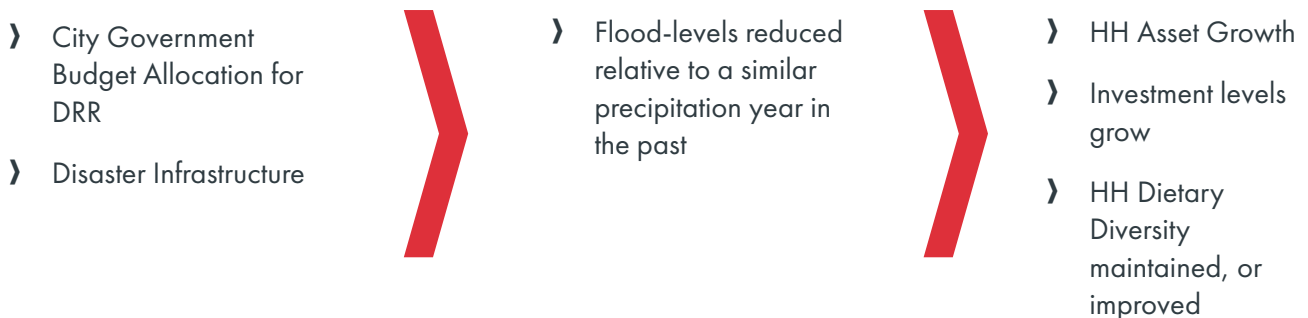 City Government
Budget Allocation for
DRR
Disaster Infrastructure
Flood-levels reduced
relative to a similar
precipitation year in
the past
HH Asset Growth
Investment levels
grow
HH Dietary
Diversity
maintained, or
improved